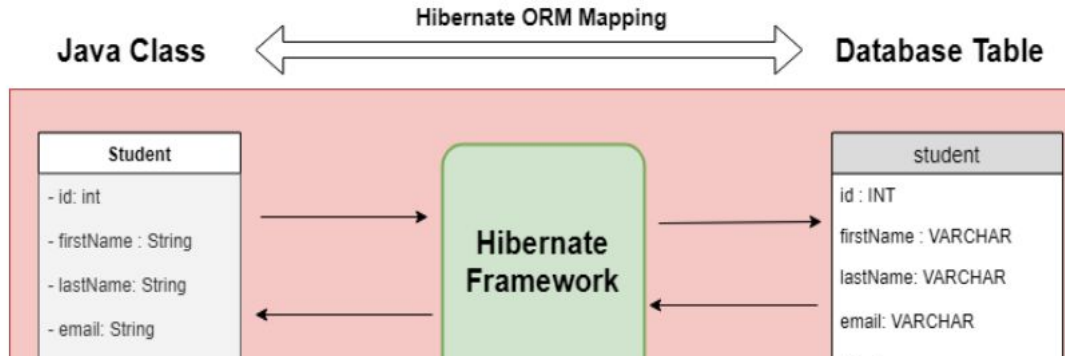 Hibernate ORM Mapping
Java Class
Database Table
Student
- id: int
- firstName : String
- lastName: String
- email: String
Hibernate
Framework
student
id : INT
firstName : VARCHAR
lastName: VARCHAR
email: VARCHAR